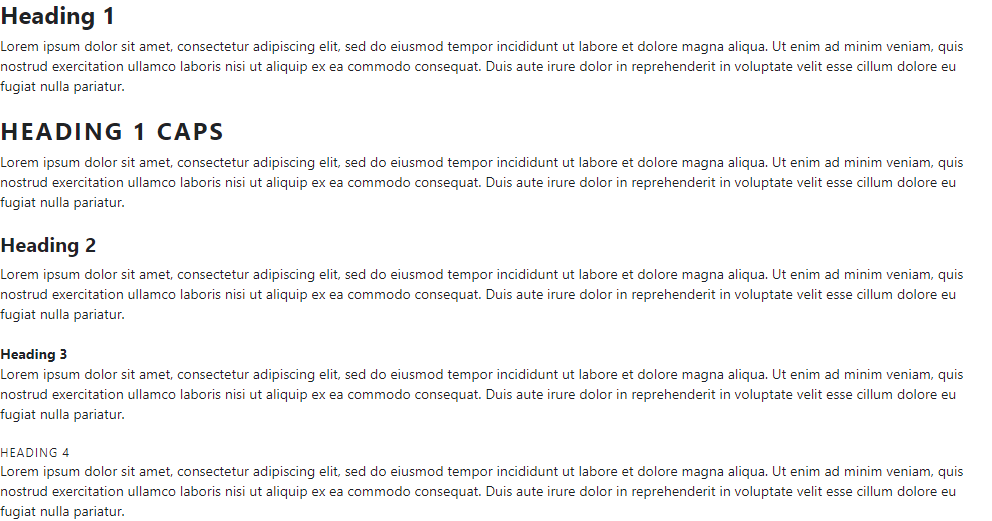 Heading 1
Lorem ipsum dolor sit amet, consectetur adipiscing elit, sed do eiusmod tempor incididunt ut labore et dolore magna aliqua. Ut enim ad minim veniam, quis
nostrud exercitation ullamco laboris nisi ut aliquip ex ea commodo consequat. Duis aute irure dolor in reprehenderit in voluptate velit esse cillum dolore eu
fugiat nulla pariatur.
HEADING 1 CAPS
Lorem ipsum dolor sit amet, consectetur adipiscing elit, sed do eiusmod tempor incididunt ut labore et dolore magna aliqua. Ut enim ad minim veniam, quis
nostrud exercitation ullamco laboris nisi ut aliquip ex ea commodo consequat. Duis aute irure dolor in reprehenderit in voluptate velit esse cillum dolore eu
fugiat nulla pariatur.
Heading 2
Lorem ipsum dolor sit amet, consectetur adipiscing elit, sed do eiusmod tempor incididunt ut labore et dolore magna aliqua. Ut enim ad minim veniam, quis
nostrud exercitation ullamco laboris nisi ut aliquip ex ea commodo consequat. Duis aute irure dolor in reprehenderit in voluptate velit esse cillum dolore eu
fugiat nulla pariatur.
Heading 3
Lorem ipsum dolor sit amet, consectetur adipiscing elit, sed do eiusmod tempor incididunt ut labore et dolore magna aliqua. Ut enim ad minim veniam, quis
nostrud exercitation ullamco laboris nisi ut aliquip ex ea commodo consequat. Duis aute irure dolor in reprehenderit in voluptate velit esse cillum dolore eu
fugiat nulla pariatur.
HEADING 4
Lorem ipsum dolor sit amet, consectetur adipiscing elit, sed do eiusmod tempor incididunt ut labore et dolore magna aliqua. Ut enim ad minim veniam, quis
nostrud exercitation ullamco laboris nisi ut aliquip ex ea commodo consequat. Duis aute irure dolor in reprehenderit in voluptate velit esse cillum dolore eu
fugiat nulla pariatur.